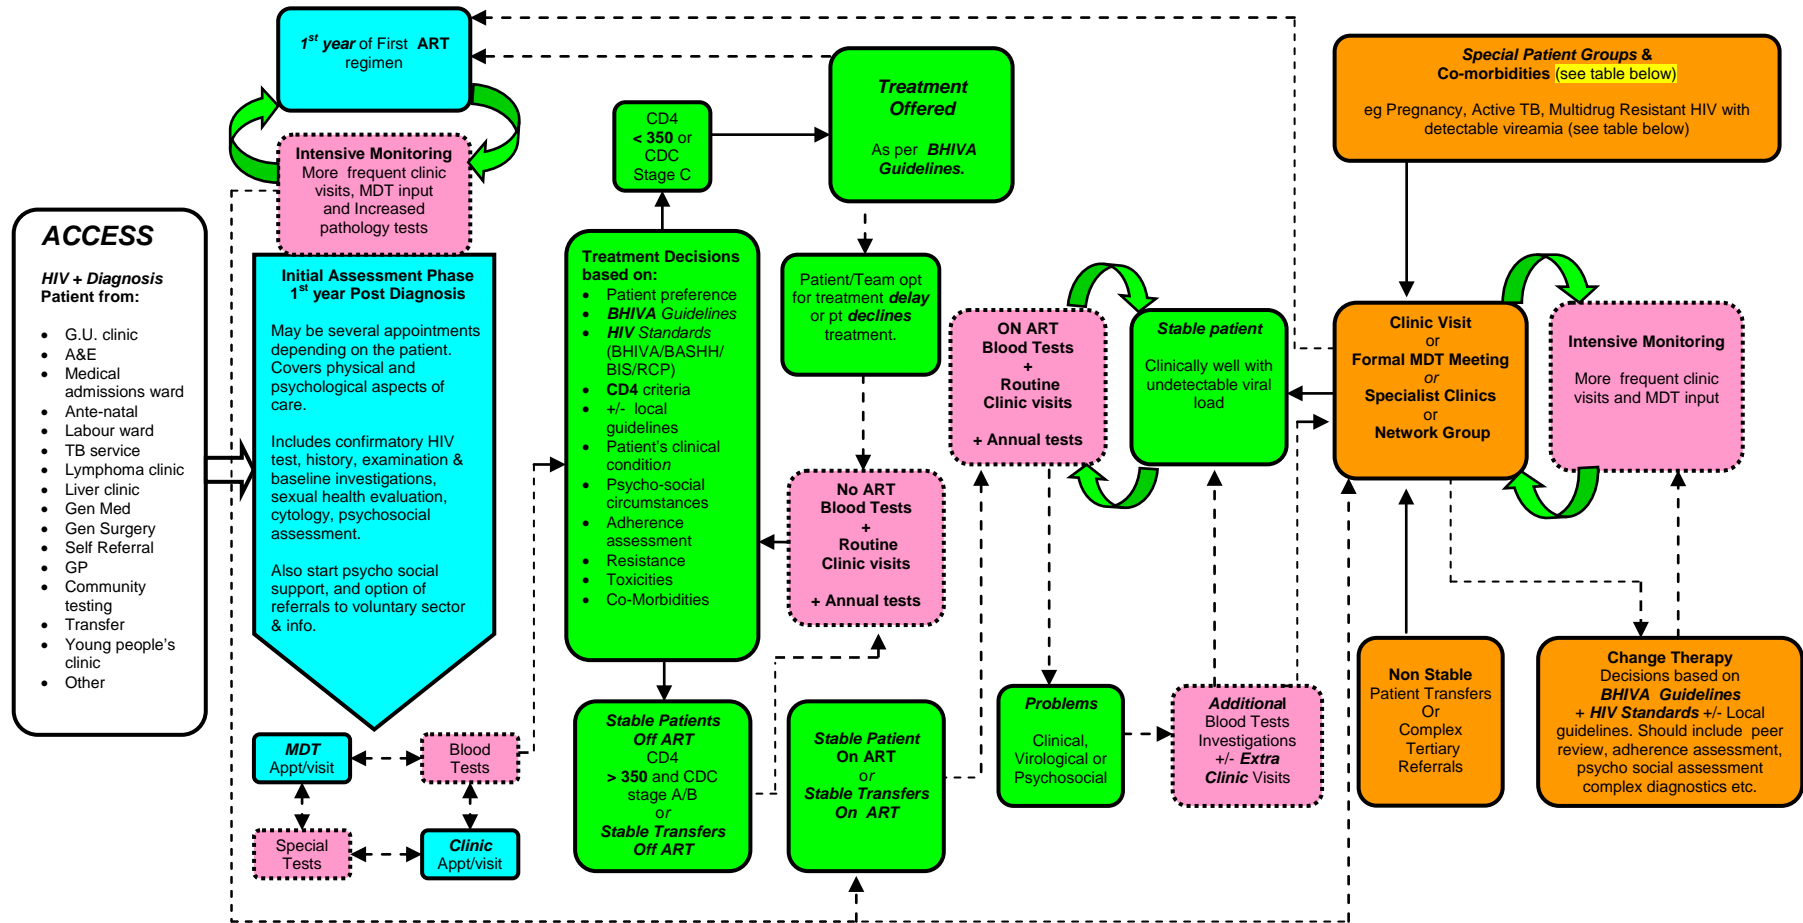 1st year of First ART
regimen
Intensive Monitoring
More frequent clinic
visits, MDT input
and Increased
pathology tests
ACCESS
HIV + Diagnosis
Patient from:
• G.U. clinic
• A&E
• Medical
admissions ward
• Ante-natal
• Labour ward
• TB service
• Lymphoma clinic
• Liver clinic
• Gen Med
• Gen Surgery
• Self Referral
• GP
• Community
testing
• Transfer
• Young people's
clinic
• Other
Initial Assessment Phase
1st year Post Diagnosis
May be several appointments
depending on the patient.
Covers physical and
psychological aspects of
care.
Includes confirmatory HIV
test, history, examination &
baseline investigations,
sexual health evaluation,
cytology, psychosocial
assessment.
Also start psycho social
support, and option of
referrals to voluntary sector
& info.
MDT
Appt/visit
Blood
Tests
Special
Tests
Clinic
Appt/visit
CD4
< 350 or
CDC
Stage C
Treatment
Offered
As per BHIVA
Guidelines.
Treatment Decisions
based on:
• Patient preference
• BHIVA Guidelines
• HIV Standards
(BHIVA/BASHH/
BIS/RCP)
• CD4 criteria
• +/- local
guidelines
• Patient's clinical
condition
• Psycho-social
circumstances
• Adherence
assessment
• Resistance
• Toxicities
• Co-Morbidities
Patient/Team opt
for treatment delay
or pt declines
treatment.
No ART
Blood Tests
+
Routine
Clinic visits
+ Annual tests
Stable Patients
Off ART
CD4
> 350 and CDC
stage A/B
or
Stable Transfers
Off ART
Stable Patient
On ART
or
Stable Transfers
On ART
ON ART
Blood Tests
+
Routine
Clinic visits
+ Annual tests
Stable patient
Clinically well with
undetectable viral
load
Problems
Clinical,
Virological or
Psychosocial
Additional
Blood Tests
Investigations
+/- Extra
Clinic Visits
Special Patient Groups &
Co-morbidities (see table below)
eg Pregnancy, Active TB, Multidrug Resistant HIV with
detectable vireamia (see table below)
Clinic Visit
or
Formal MDT Meeting
or
Specialist Clinics
or
Network Group
Intensive Monitoring
More frequent clinic
visits and MDT input
Non Stable
Patient Transfers
Or
Complex
Tertiary
Referrals
Change Therapy
Decisions based on
BHIVA Guidelines
+ HIV Standards +/- Local
guidelines. Should include peer
review, adherence assessment,
psycho social assessment
complex diagnostics etc.